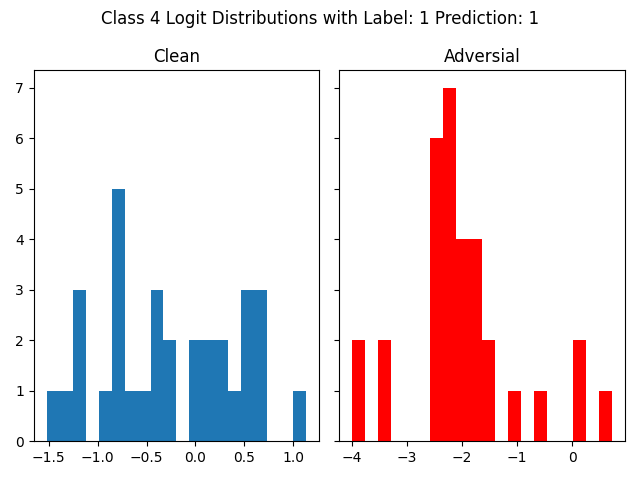 Class 4 Logit Distributions with Label: 1 Prediction: 1
Clean
Adversial
7
6
5
4
3
2
1
0
−1.5 −1.0 −0.5 0.0 0.5 1.0
−4 −3 −2 −1 0